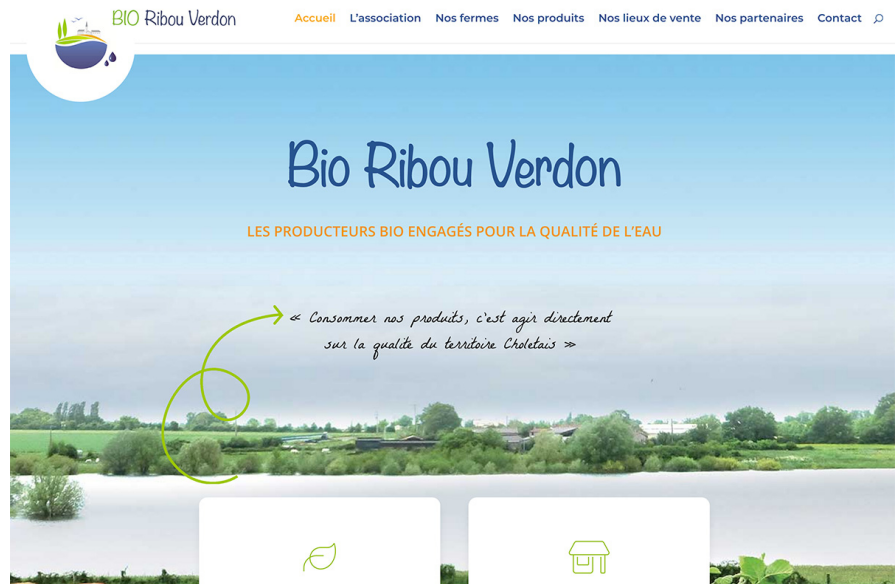 BIO Ribou Verdon
Accueil L'association Nos fermes Nos produits Nos lieux de vente Nos partenaires Contact
Bio Ribou Verdon
LES PRODUCTEURS BIO ENGAGÉS POUR LA QUALITÉ DE L'EAU
« Consommer nos produits, c'est agir directement
sur la qualité du territoire Choletais »